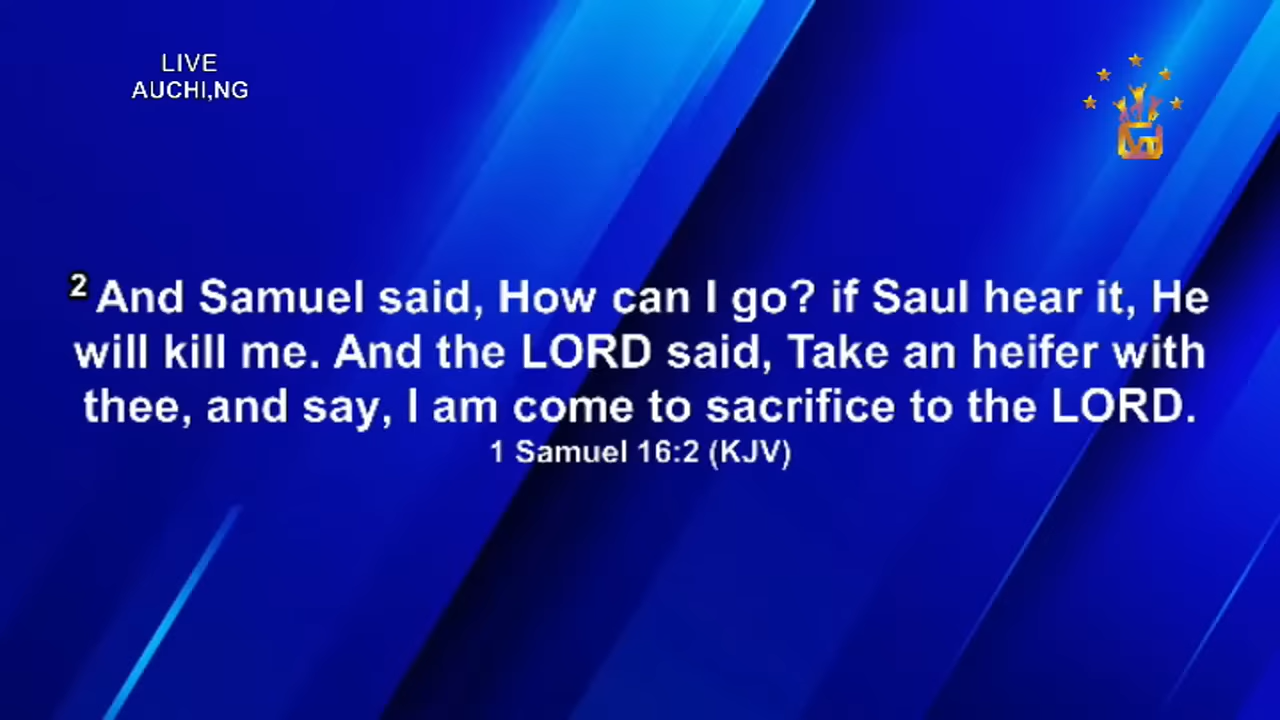 LIVE
AUCHI,NG
2 And Samuel said, How can I go? if Saul hear it, He
will kill me. And the LORD said, Take an heifer with
thee, and say, I am come to sacrifice to the LORD.
1 Samuel 16:2 (KJV)